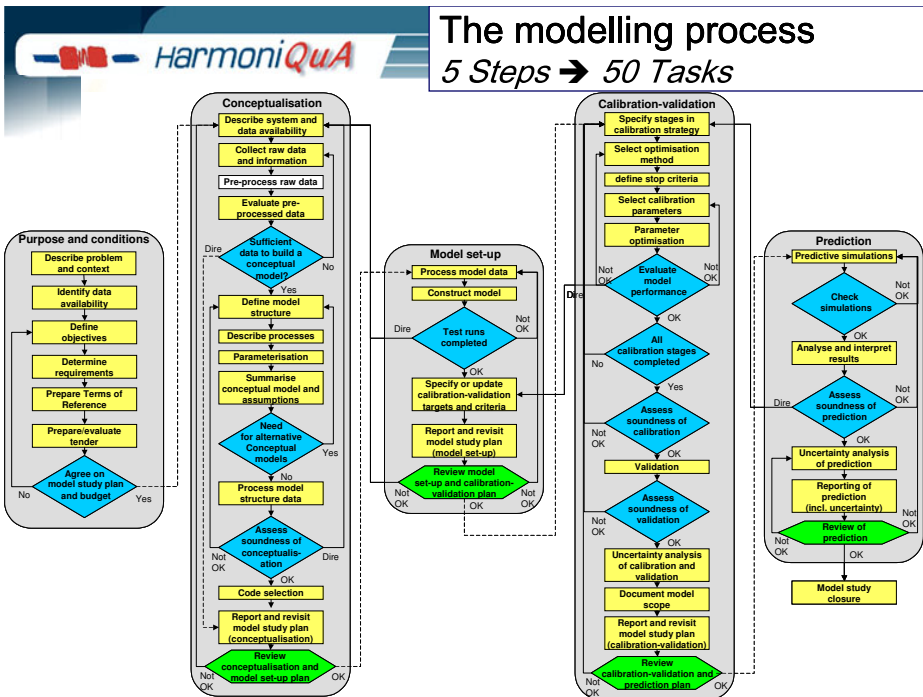 HarmoniQuA
The modelling process
5 Steps ➔ 50 Tasks
Purpose and conditions
Describe problem
and context
Identify data
availability
Define
objectives
Determine
requirements
Prepare Terms of
Reference
Prepare/evaluate
tender
Agree on
model study plan
and budget
No
Yes
Conceptualisation
Describe system and
data availability
Collect raw data
and information
Pre-process raw data
Evaluate pre-
processed data
Sufficient
data to build a
conceptual
model?
Dire
No
Yes
Define model
structure
Describe processes
Parameterisation
Summarise
conceptual model and
assumptions
Need
for alternative
Conceptual
models
Yes
No
Process model
structure data
Assess
soundness of
conceptualis-
ation
Not
OK
Dire
OK
Code selection
Report and revisit
model study plan
(conceptualisation)
Review
conceptualisation and
model set-up plan
Not
OK
OK
Model set-up
Process model data
Construct model
Test runs
completed
Dire
Not
OK
OK
Specify or update
calibration-validation
targets and criteria
Report and revisit
model study plan
(model set-up)
Review model
set-up and calibration-
validation plan
Not
OK
Not
OK
OK
Calibration-validation
Specify stages in
calibration strategy
Select optimisation
method
define stop criteria
Select calibration
parameters
Parameter
optimisation
Evaluate
model
performance
Not
OK
Not
OK
Dire
OK
All
calibration stages
completed
No
Yes
Assess
soundness of
calibration
Not
OK
OK
Validation
Assess
soundness of
validation
Not
OK
OK
Uncertainty analysis
of calibration and
validation
Document model
scope
Report and revisit
model study plan
(calibration-validation)
Review
calibration-validation and
prediction plan
Not
OK
OK
Prediction
Predictive simulations
Check
simulations
Not
OK
OK
Analyse and interpret
results
Assess
soundness of
prediction
Dire
Not
OK
OK
Uncertainty analysis
of prediction
Reporting of
prediction
(incl. uncertainty)
Review of
prediction
Not
OK
Not
OK
OK
Model study
closure